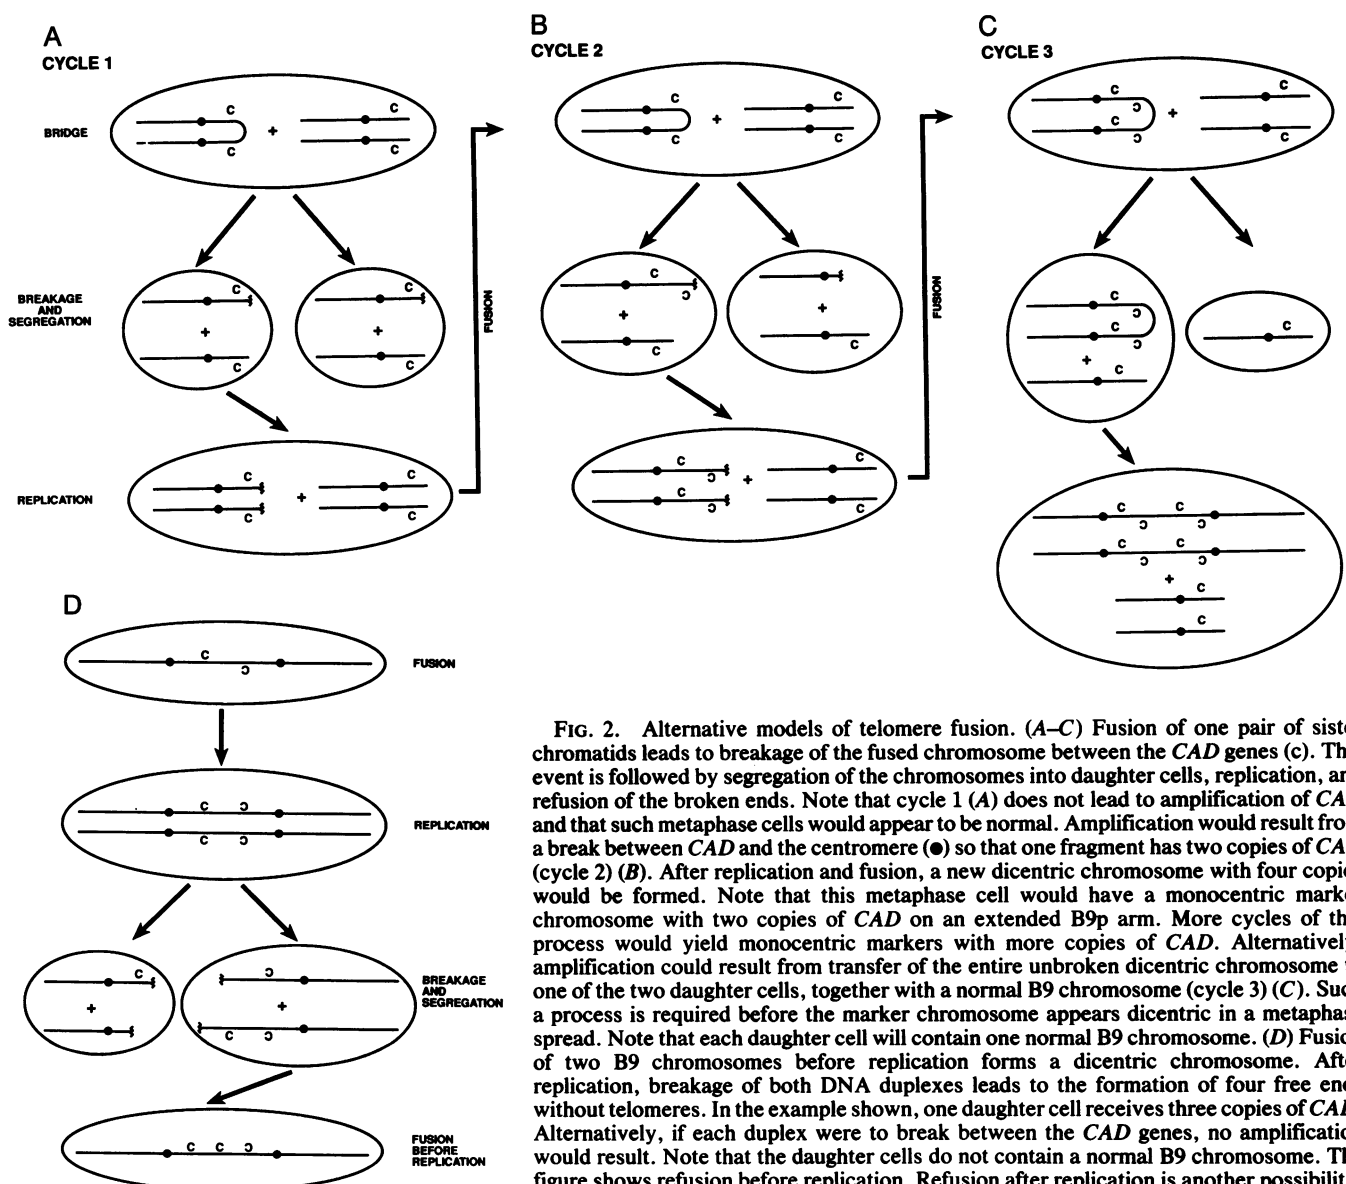 A
CYCLE 1
BRIDGE
C
C
+
C
C
BREAKAGE
AND
SEGREGATION
C
+
C
C
+
C
REPLICATION
C
C
+
C
C
FUSION
B
CYCLE 2
C
C
+
C
C
C
ɔ
+
C
+
C
C
ɔ
C
ɔ
+
C
C
FUSION
C
CYCLE 3
C
ɔ
C
ɔ
+
C
C
C
ɔ
C
ɔ
+
C
C
C C
ɔ ɔ
C C
ɔ ɔ
+
C
C
D
C
ɔ
FUSION
C ɔ
C ɔ
REPLICATION
C
+
ɔ
+
C ɔ
BREAKAGE
AND
SEGREGATION
C C ɔ
FUSION
BEFORE
REPLICATION
FIG. 2. Alternative models of telomere fusion. (A–C) Fusion of one pair of siste
chromatids leads to breakage of the fused chromosome between the CAD genes (c). Th
event is followed by segregation of the chromosomes into daughter cells, replication, an
refusion of the broken ends. Note that cycle 1 (A) does not lead to amplification of CA
and that such metaphase cells would appear to be normal. Amplification would result fro
a break between CAD and the centromere (●) so that one fragment has two copies of CA
(cycle 2) (B). After replication and fusion, a new dicentric chromosome with four copie
would be formed. Note that this metaphase cell would have a monocentric marke
chromosome with two copies of CAD on an extended B9p arm. More cycles of th
process would yield monocentric markers with more copies of CAD. Alternativel
amplification could result from transfer of the entire unbroken dicentric chromosome
one of the two daughter cells, together with a normal B9 chromosome (cycle 3) (C). Suc
a process is required before the marker chromosome appears dicentric in a metapha
spread. Note that each daughter cell will contain one normal B9 chromosome. (D) Fusio
of two B9 chromosomes before replication forms a dicentric chromosome. Afte
replication, breakage of both DNA duplexes leads to the formation of four free end
without telomeres. In the example shown, one daughter cell receives three copies of CA
Alternatively, if each duplex were to break between the CAD genes, no amplificatio
would result. Note that the daughter cells do not contain a normal B9 chromosome. Th
figure shows refusion before replication. Refusion after replication is another possibilit